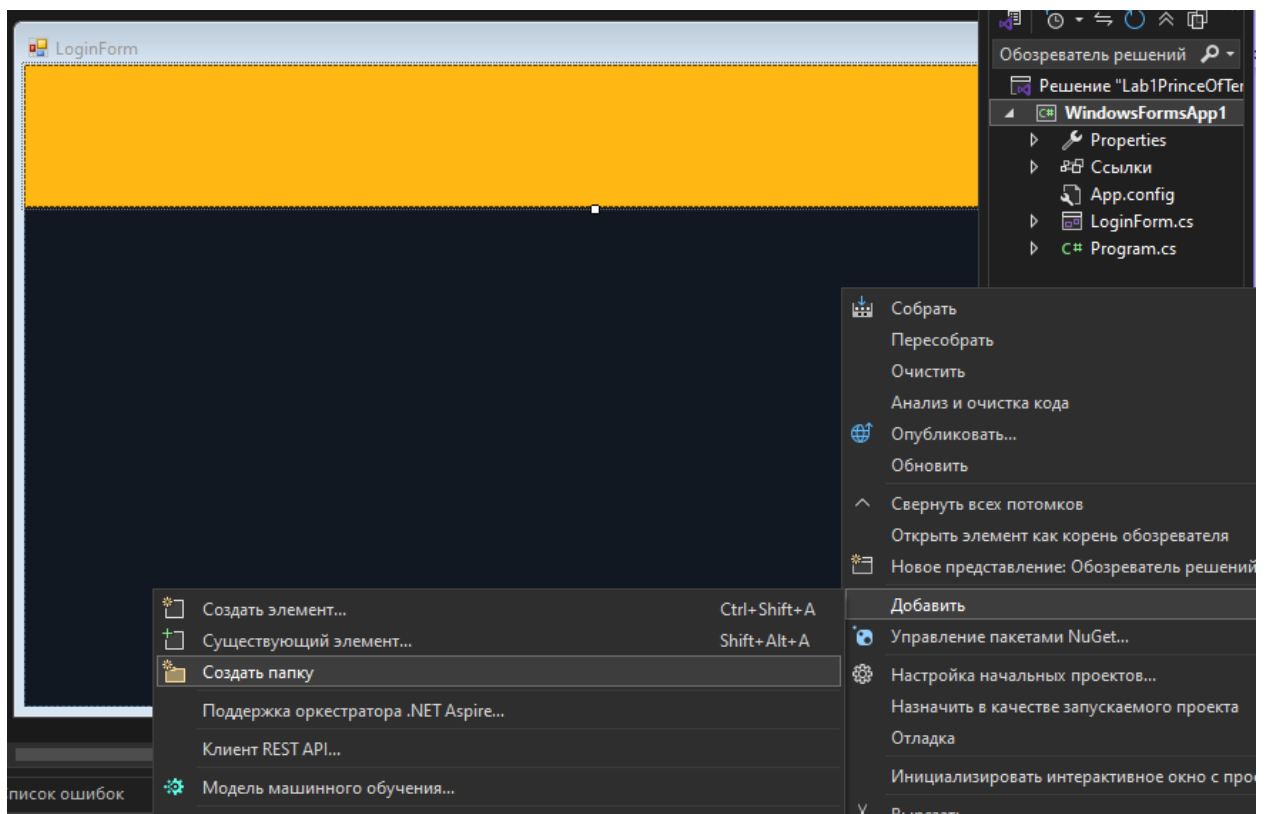 LoginForm
Обозреватель решений
Решение "Lab1PrinceOfTer
WindowsFormsApp1
Properties
Ссылки
App.config
LoginForm.cs
C# Program.cs
Собрать
Пересобрать
Очистить
Анализ и очистка кода
Опубликовать...
Обновить
Свернуть всех потомков
Открыть элемент как корень обозревателя
Новое представление: Обозреватель решений
Добавить
Управление пакетами NuGet...
Настройка начальных проектов...
Назначить в качестве запускаемого проекта
Отладка
Инициализировать интерактивное окно с про
Создать элемент... Ctrl+Shift+A
Существующий элемент... Shift+Alt+A
Создать папку
Поддержка оркестратора .NET Aspire...
Клиент REST API...
Модель машинного обучения...
писок ошибок